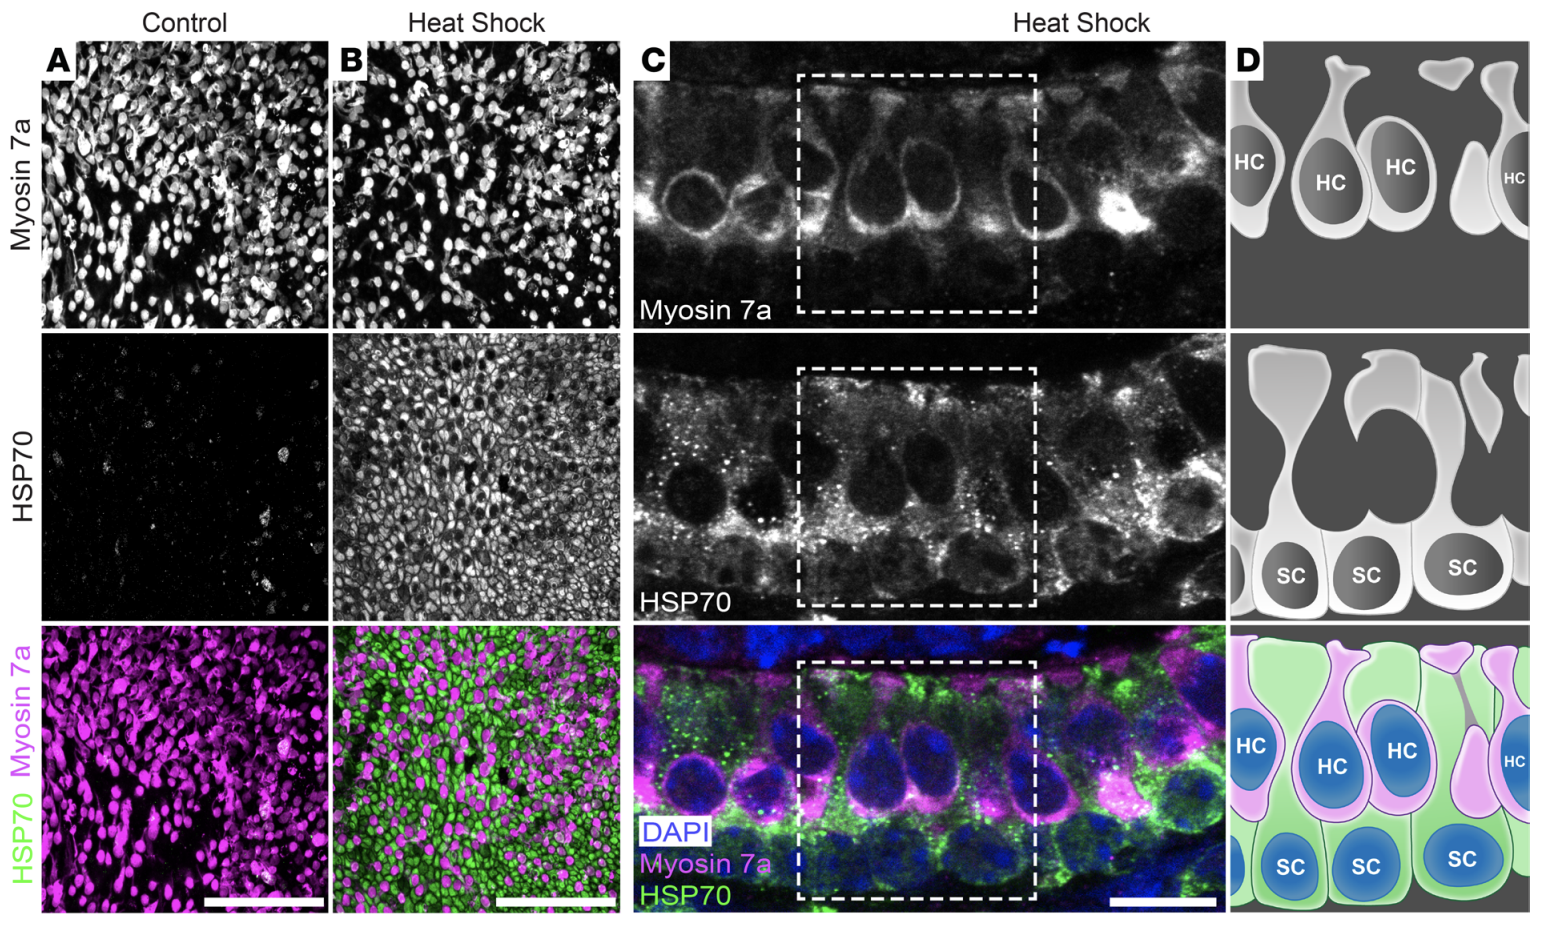 Control
Heat Shock
Heat Shock
A
B
C
D
Myosin 7a
Myosin 7a
HC
HC
HC
HC
HSP70
HSP70
SC
SC
SC
HSP70 Myosin 7a
DAPI
Myosin 7a
HSP70
HC
HC
HC
HC
SC
SC
SC